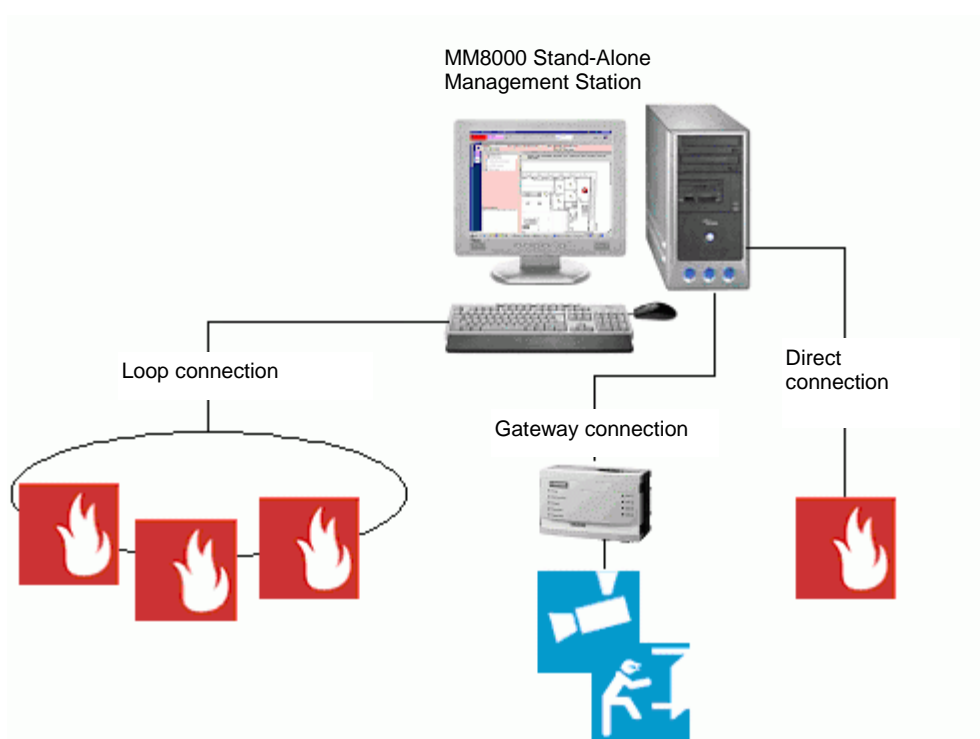 MM8000 Stand-Alone
Management Station
Loop connection
Direct
connection
Gateway connection